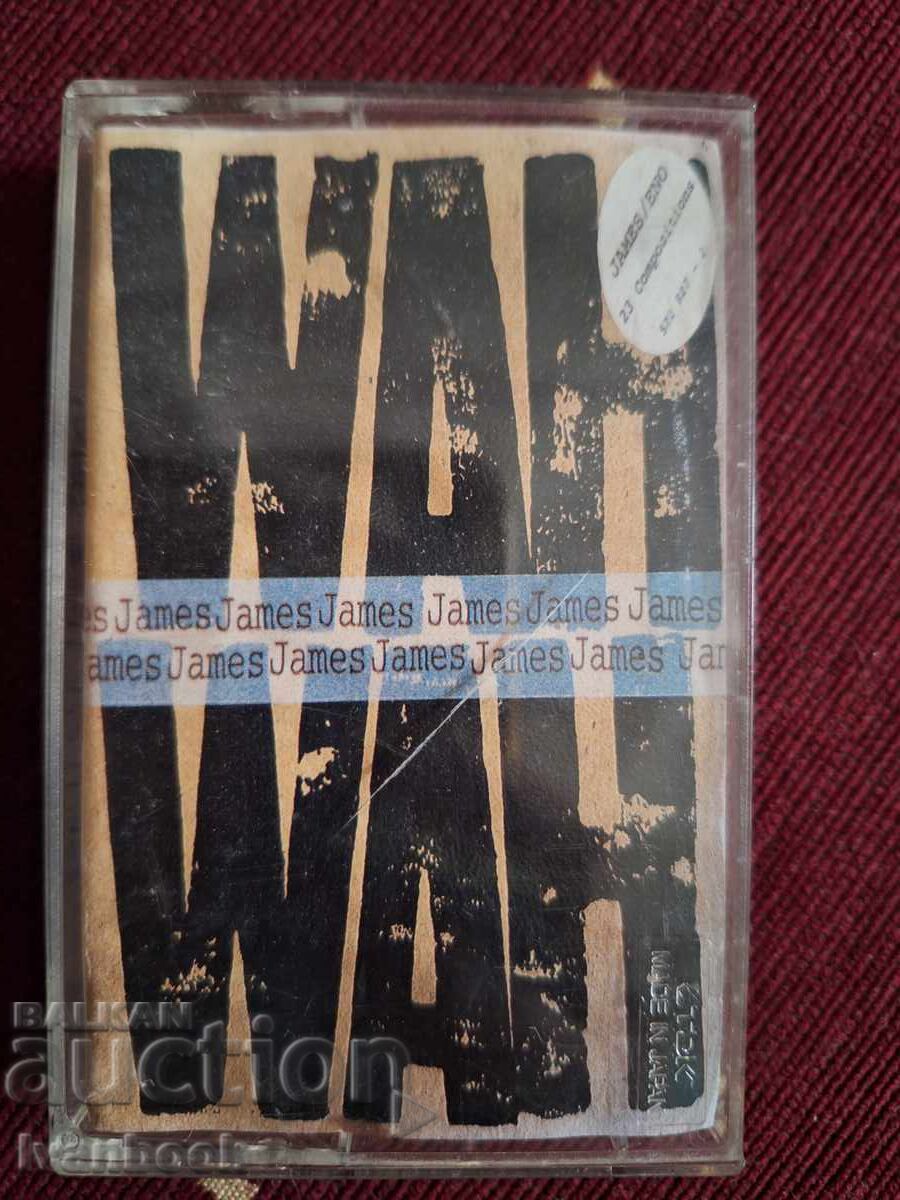 WAH
JAMES/ENO
23 Compositions
es James James James James James James
ames James James James James James Jam
WAH
TDK
MADE IN JAPAN
BALKAN
auction
Ivanbook